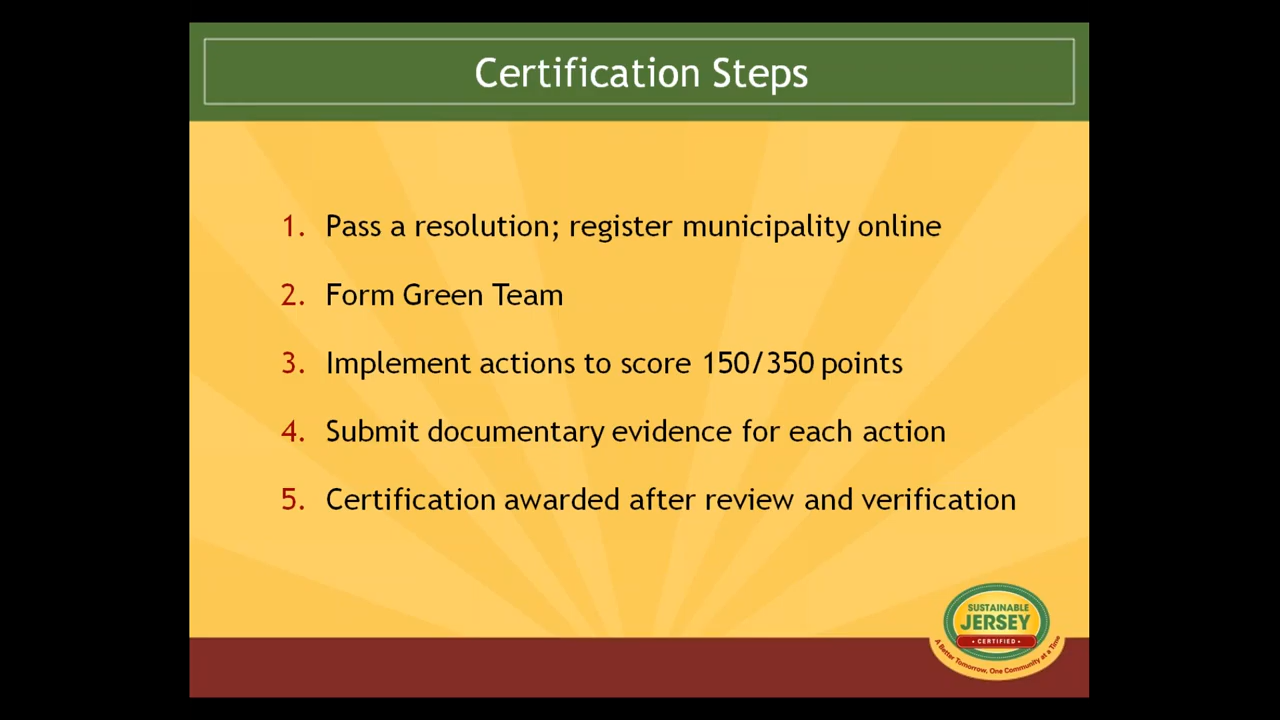 Certification Steps
1. Pass a resolution; register municipality online
2. Form Green Team
3. Implement actions to score 150/350 points
4. Submit documentary evidence for each action
5. Certification awarded after review and verification
SUSTAINABLE
JERSEY
• CERTIFIED •
A Better Tomorrow, One Community at a Time